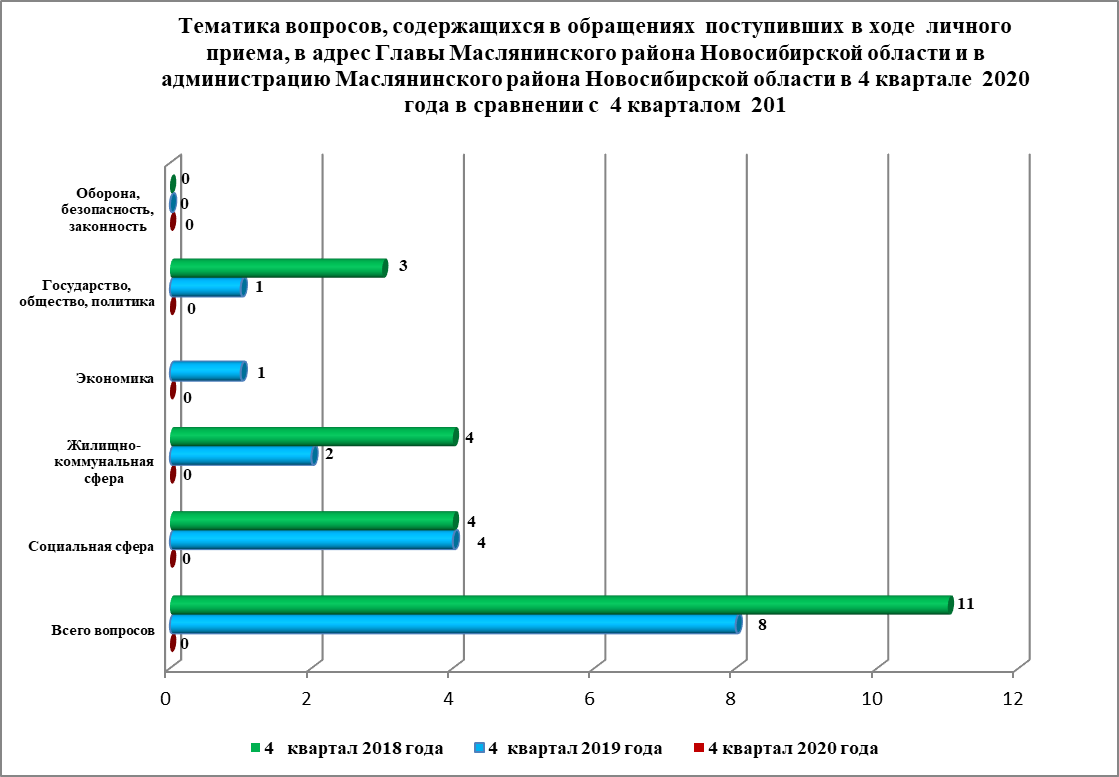 Тематика вопросов, содержащихся в обращениях поступивших в ходе личного
приема, в адрес Главы Маслянинского района Новосибирской области и в
администрацию Маслянинского района Новосибирской области в 4 квартале 2020
года в сравнении с 4 кварталом 201
Оборона,
безопасность,
законность
0
0
0
Государство,
общество, политика
3
1
0
Экономика
1
0
Жилищно-
коммунальная
сфера
4
2
0
Социальная сфера
4
4
0
Всего вопросов
11
8
0
0 2 4 6 8 10 12
4 квартал 2018 года 4 квартал 2019 года 4 квартал 2020 года